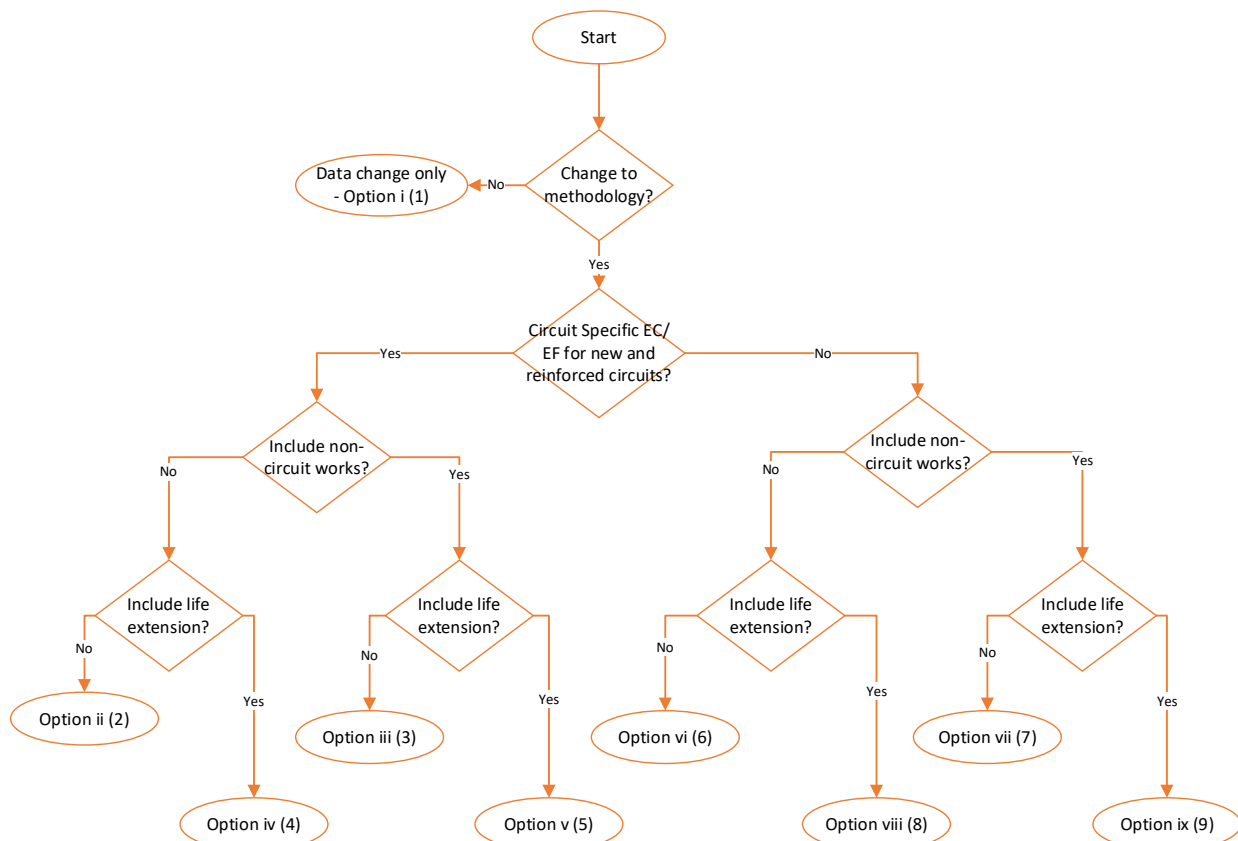 Start
Change to
methodology?
No
Data change only
- Option i (1)
Yes
Circuit Specific EC/
EF for new and
reinforced circuits?
Yes
No
Include non-
circuit works?
Include non-
circuit works?
No
Yes
No
Yes
Include life
extension?
Include life
extension?
Include life
extension?
Include life
extension?
No
Yes
No
Yes
No
Yes
No
Yes
Option ii (2)
Option iii (3)
Option vi (6)
Option vii (7)
Option iv (4)
Option v (5)
Option viii (8)
Option ix (9)